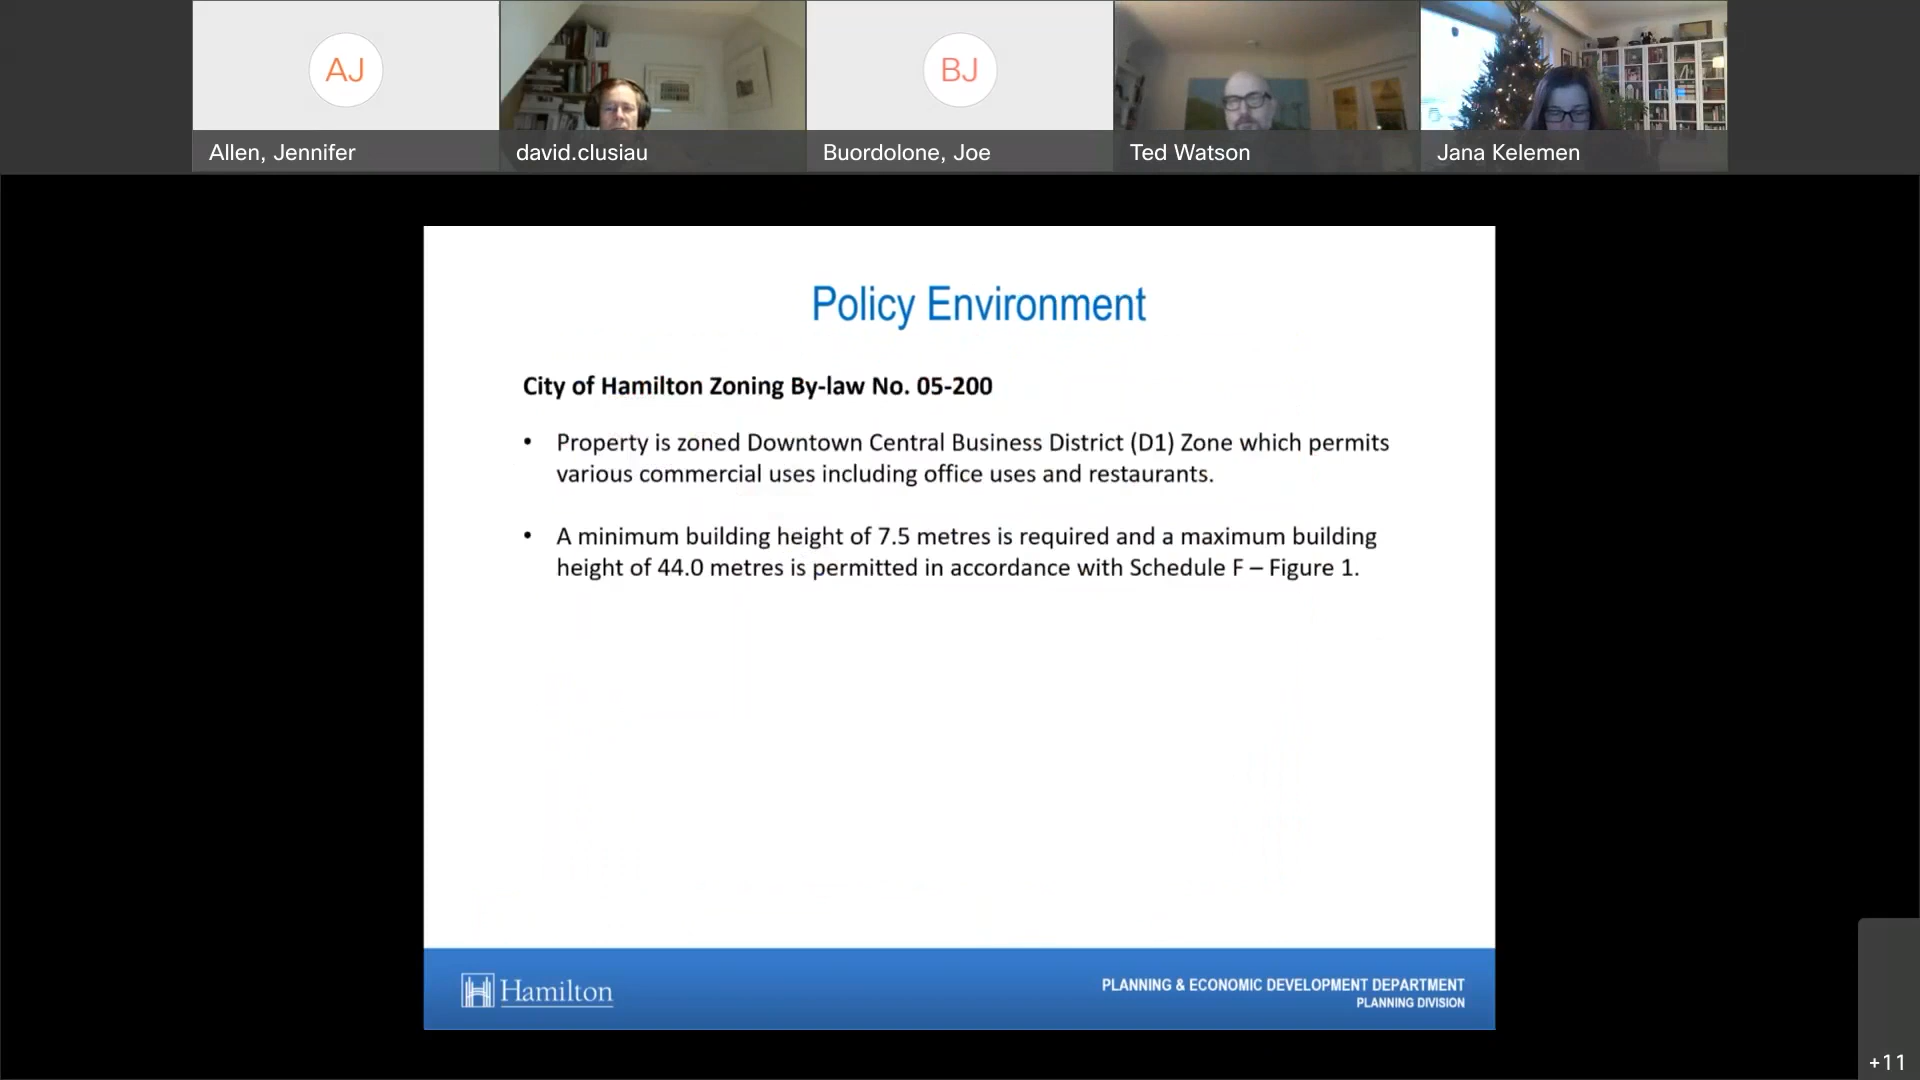 AJ
BJ
Allen, Jennifer
david.clusiau
Buordolone, Joe
Ted Watson
Jana Kelemen
Policy Environment
City of Hamilton Zoning By-law No. 05-200
• Property is zoned Downtown Central Business District (D1) Zone which permits
various commercial uses including office uses and restaurants.
• A minimum building height of 7.5 metres is required and a maximum building
height of 44.0 metres is permitted in accordance with Schedule F – Figure 1.
Hamilton
PLANNING & ECONOMIC DEVELOPMENT DEPARTMENT
PLANNING DIVISION
+11